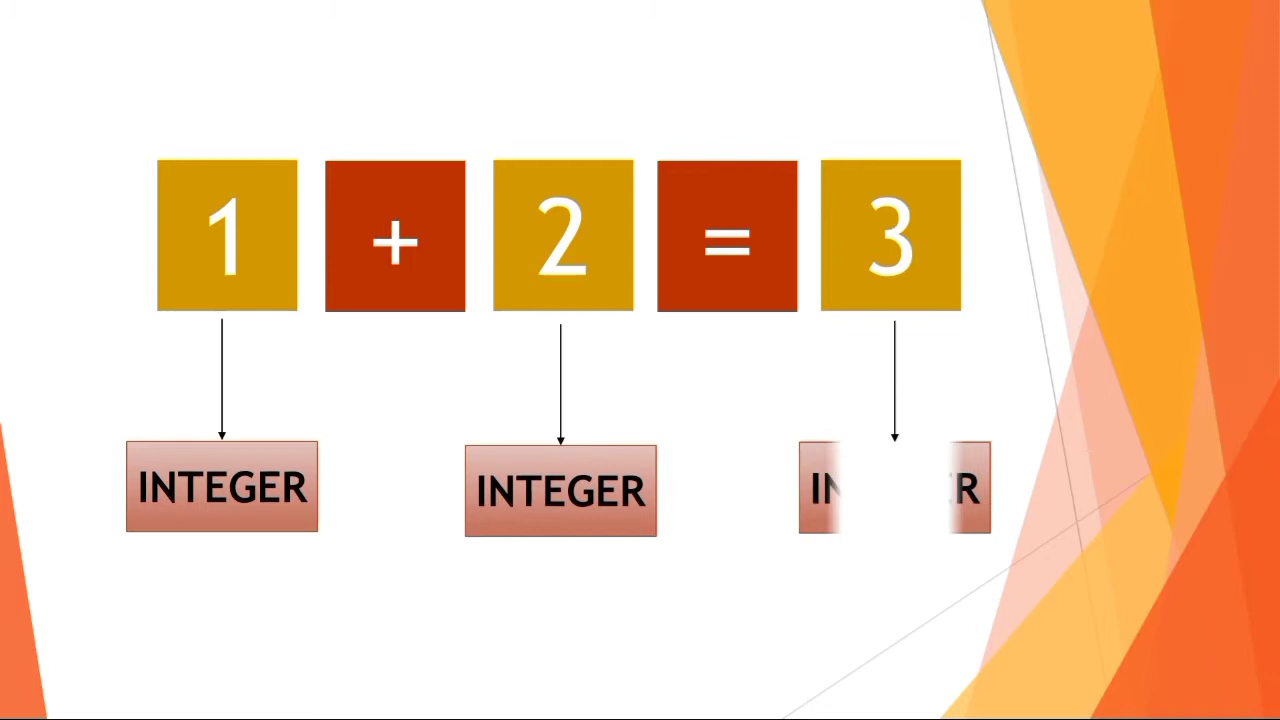 1 + 2 = 3
INTEGER INTEGER